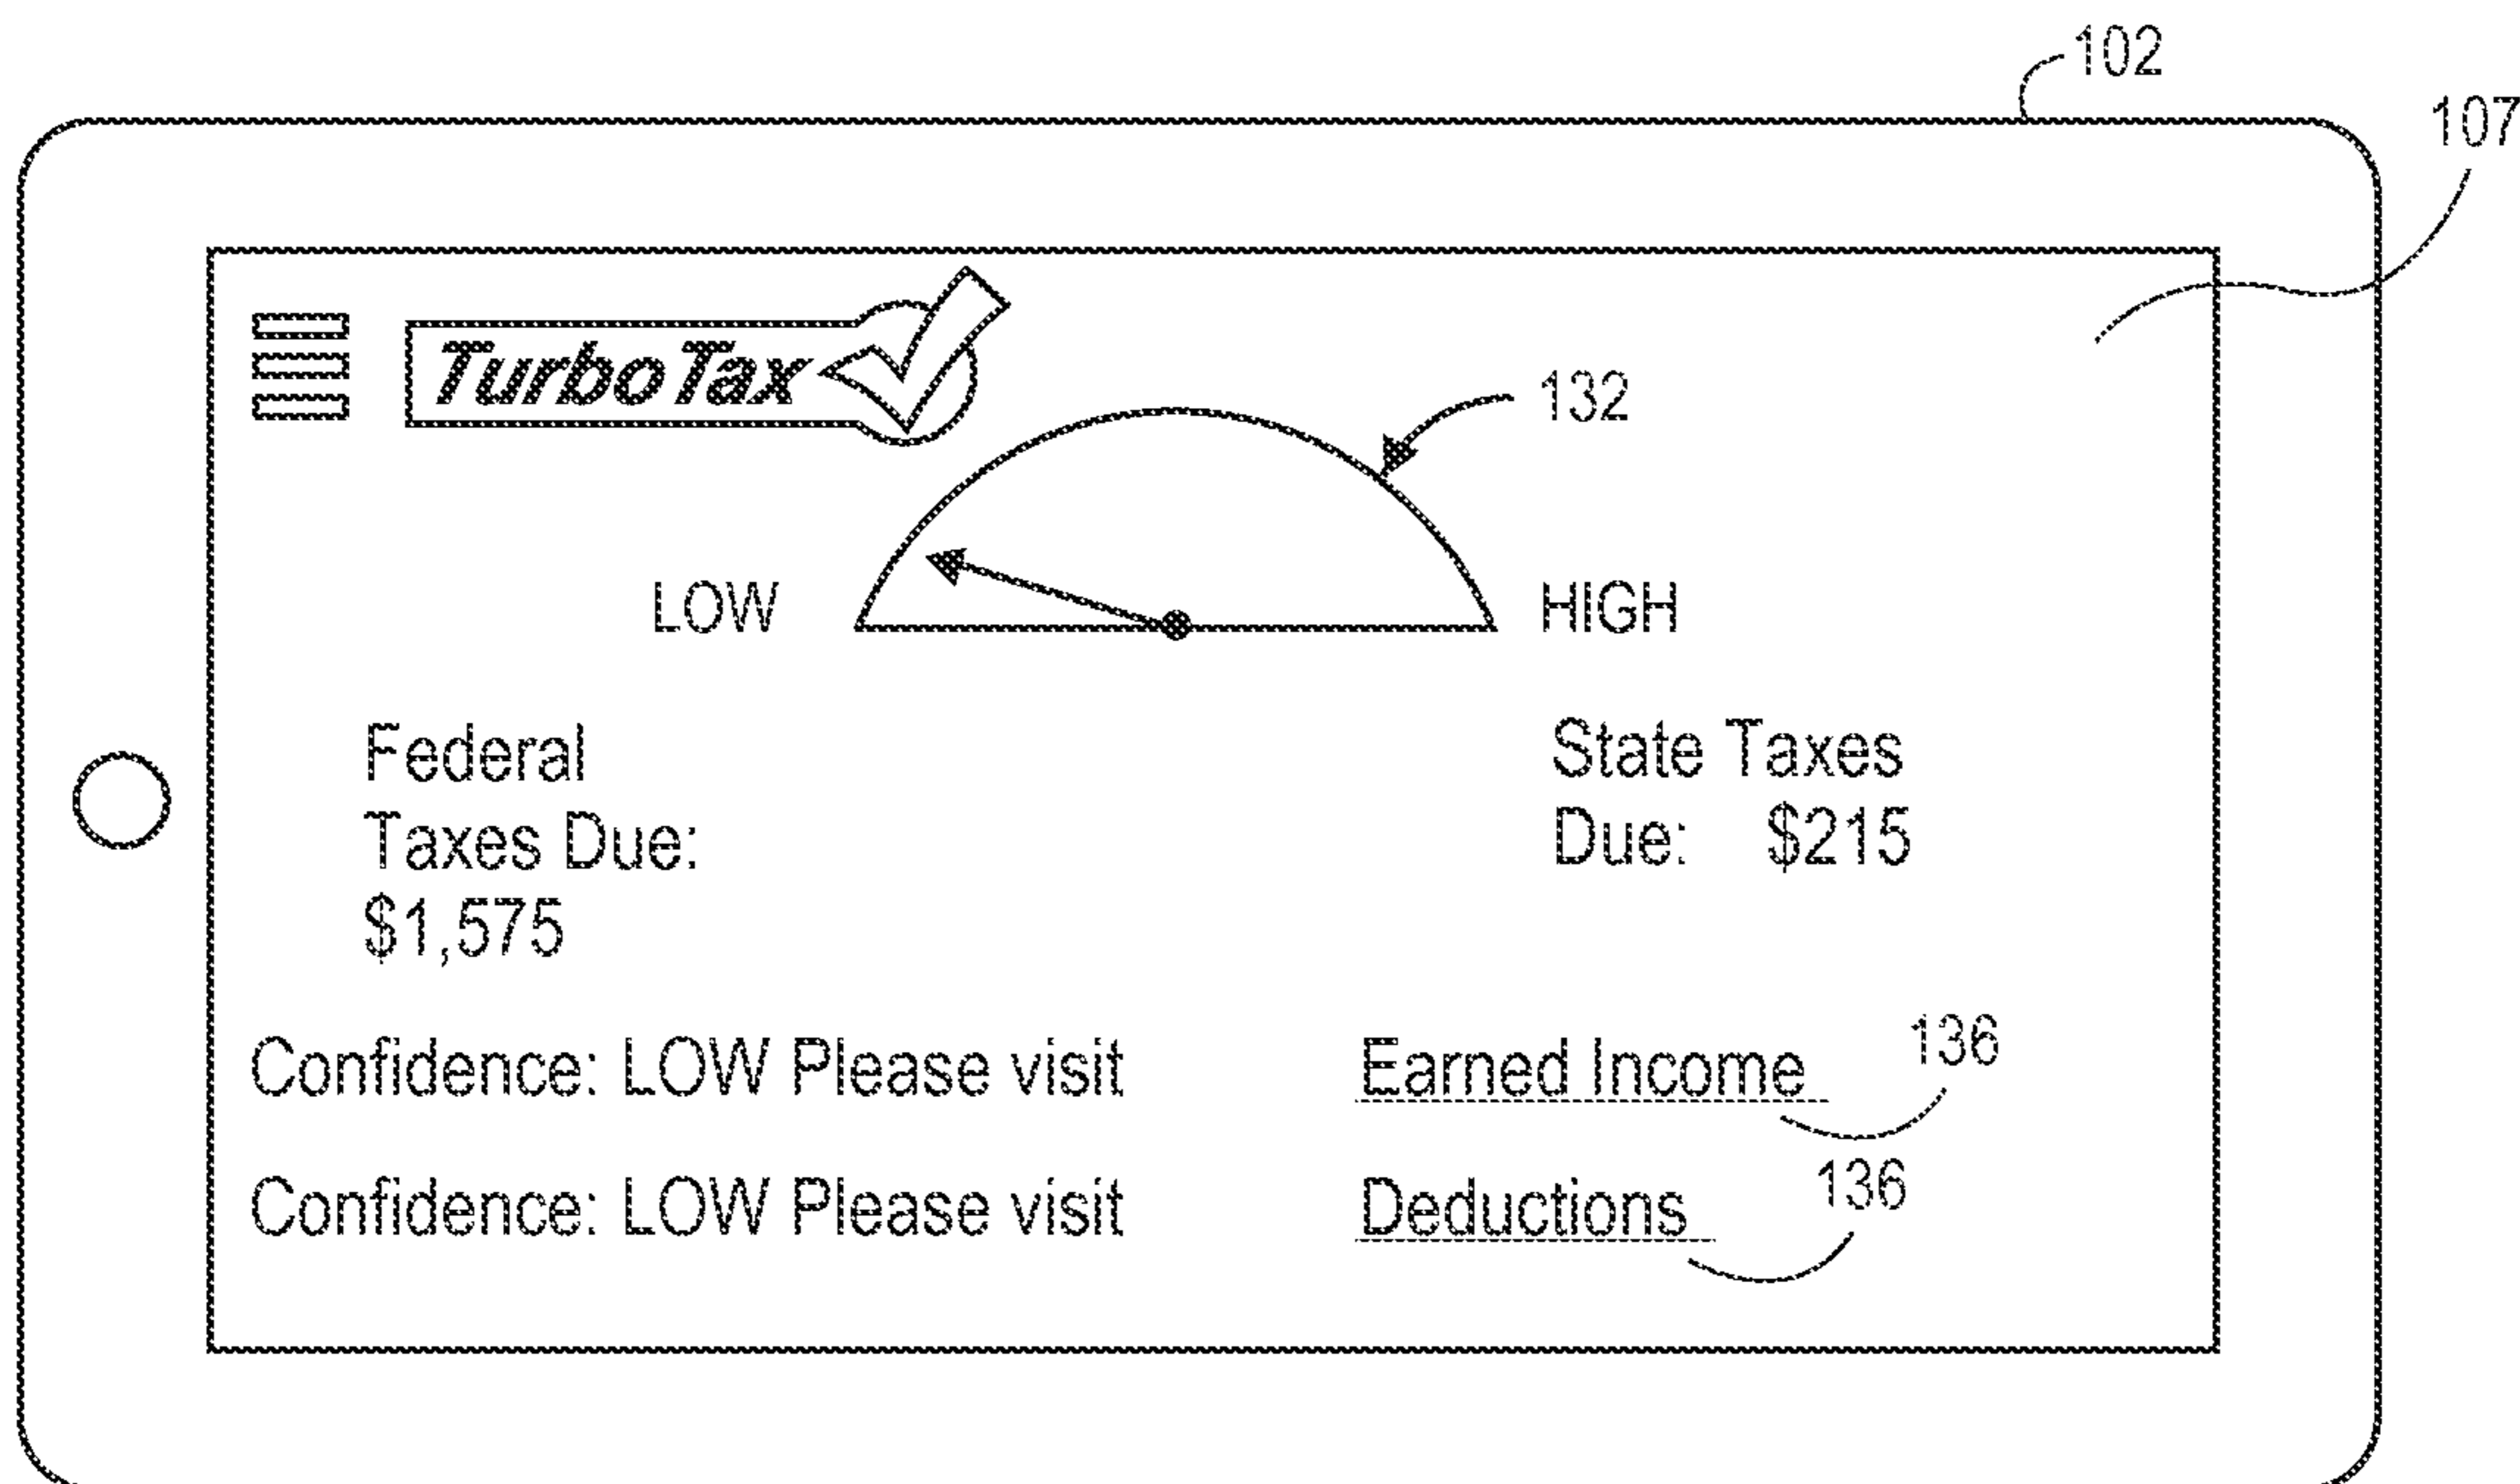 102
107
TurboTax
132
LOW
HIGH
Federal
Taxes Due:
$1,575
State Taxes
Due: $215
Confidence: LOW Please visit Earned Income 136
Confidence: LOW Please visit Deductions 136